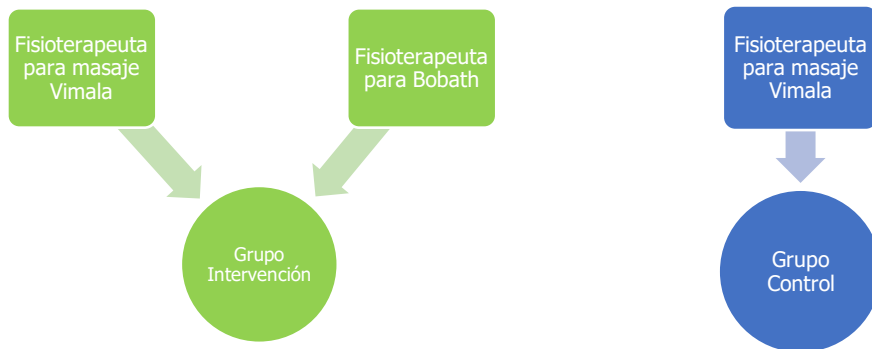 Fisioterapeuta
para masaje
Vimala
Fisioterapeuta
para Bobath
Fisioterapeuta
para masaje
Vimala
Grupo
Intervención
Grupo
Control